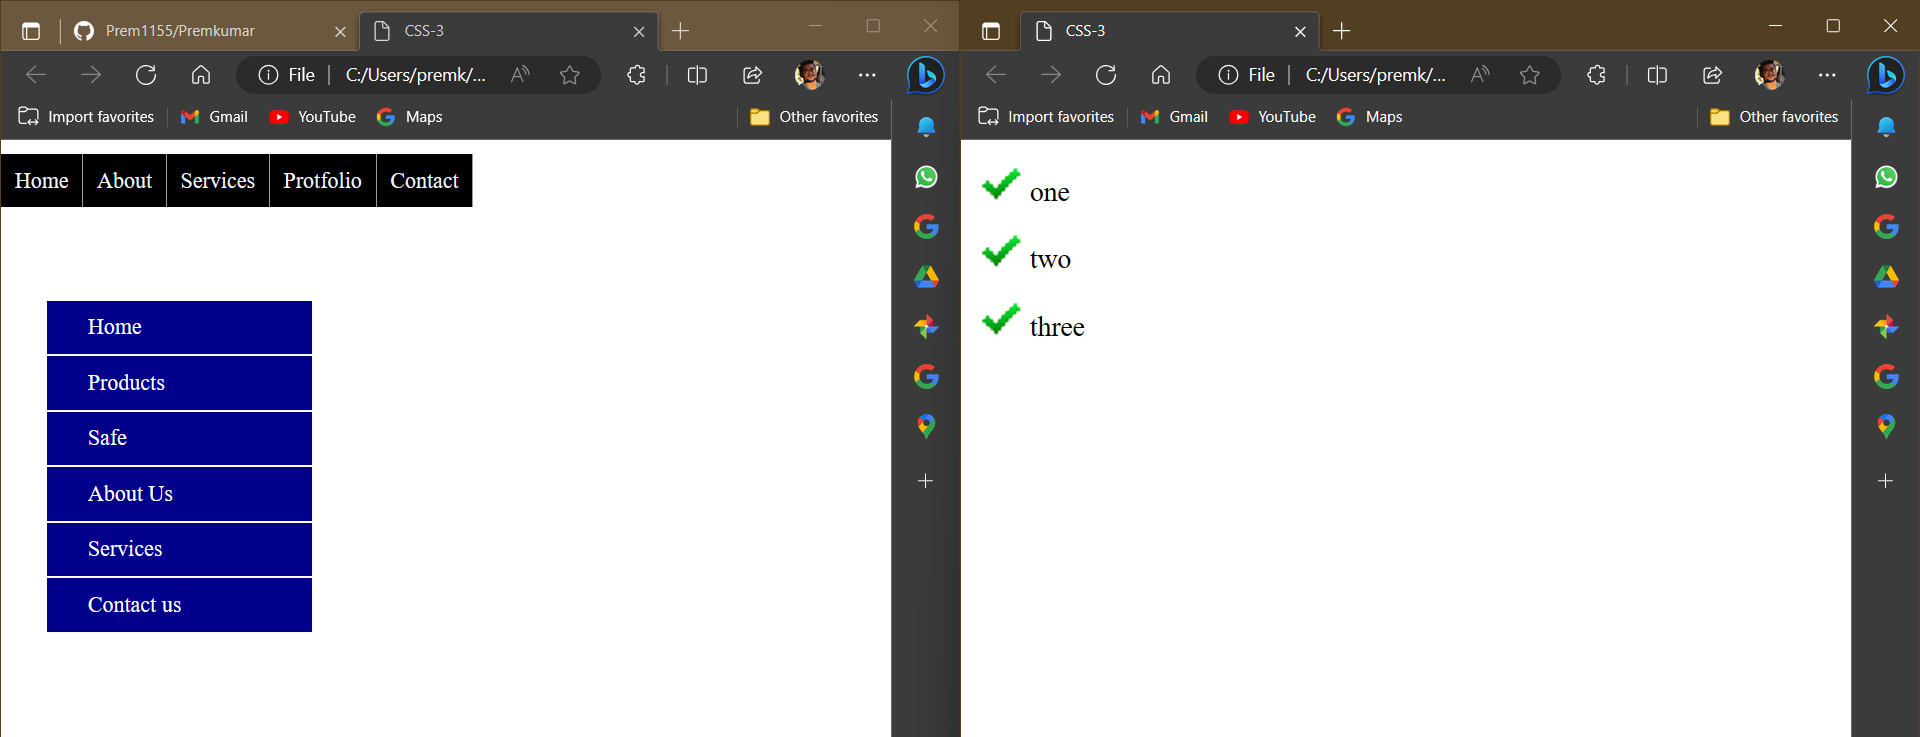 Prem1155/Premkumar
CSS-3
File
C:/Users/premk/...
Import favorites
Gmail
YouTube
Maps
Other favorites
Home
About
Services
Protfolio
Contact
Home
Products
Safe
About Us
Services
Contact us
CSS-3
File
C:/Users/premk/...
Import favorites
Gmail
YouTube
Maps
Other favorites
one
two
three